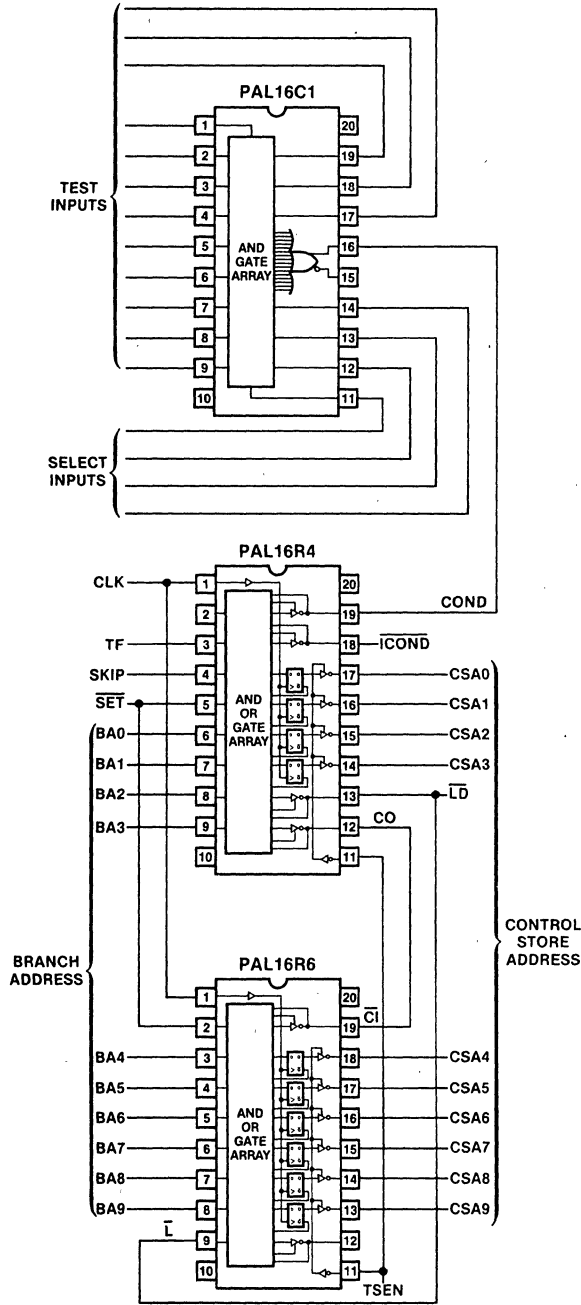 PAL16C1
1 20
2 19
3 18
TEST
INPUTS
4 17
5 16
AND
GATE
ARRAY
6 15
7 14
8 13
9 12
10 11
SELECT
INPUTS
PAL16R4
CLK 1 20
2 19 COND
TF 3 18 ICOND
SKIP 4 17 CSA0
SET 5 16 CSA1
AND
OR
GATE
ARRAY
BA0 6 15 CSA2
BA1 7 14 CSA3
BA2 8 13 LD
BA3 9 12 CO
10 11
BRANCH
ADDRESS
CONTROL
STORE
ADDRESS
PAL16R6
1 20
2 19 CI
BA4 3 18 CSA4
BA5 4 17 CSA5
BA6 5 16 CSA6
AND
OR
GATE
ARRAY
BA7 6 15 CSA7
BA8 7 14 CSA8
BA9 8 13 CSA9
L 9 12
10 11
TSEN